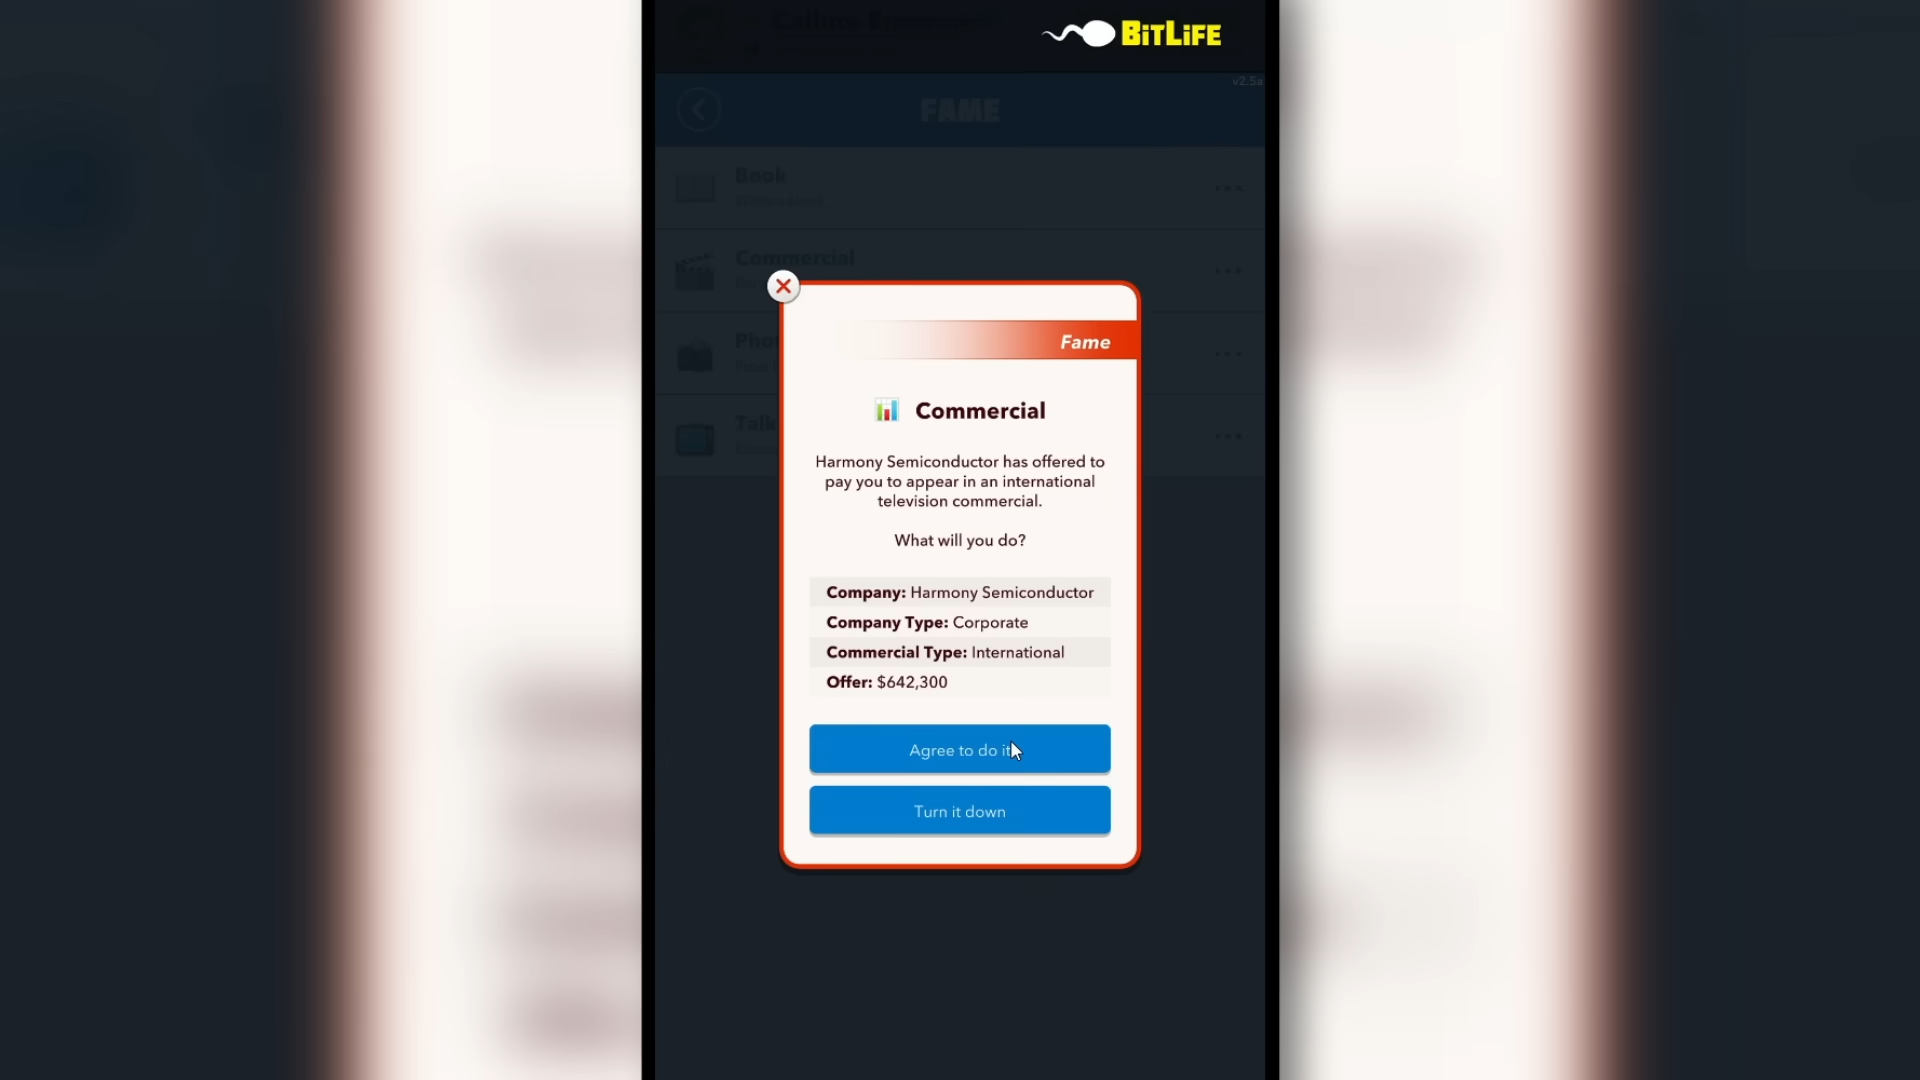 BitLife
v2.5a
FAME
Book
Commercial
Fame
Commercial
Harmony Semiconductor has offered to
pay you to appear in an international
television commercial.
What will you do?
Company: Harmony Semiconductor
Company Type: Corporate
Commercial Type: International
Offer: $642,300
Agree to do it
Turn it down